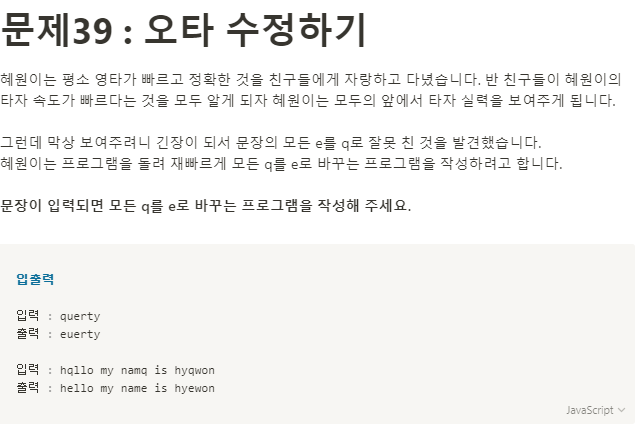 문제39 : 오타 수정하기
혜원이는 평소 영타가 빠르고 정확한 것을 친구들에게 자랑하고 다녔습니다. 반 친구들이 혜원이의
타자 속도가 빠르다는 것을 모두 알게 되자 혜원이는 모두의 앞에서 타자 실력을 보여주게 됩니다.
그런데 막상 보여주려니 긴장이 되서 문장의 모든 e를 q로 잘못 친 것을 발견했습니다.
혜원이는 프로그램을 돌려 재빠르게 모든 q를 e로 바꾸는 프로그램을 작성하려고 합니다.
문장이 입력되면 모든 q를 e로 바꾸는 프로그램을 작성해 주세요.
입출력
입력 : querty
출력 : euerty
입력 : hqllo my namq is hyqwon
출력 : hello my name is hyewon
JavaScript